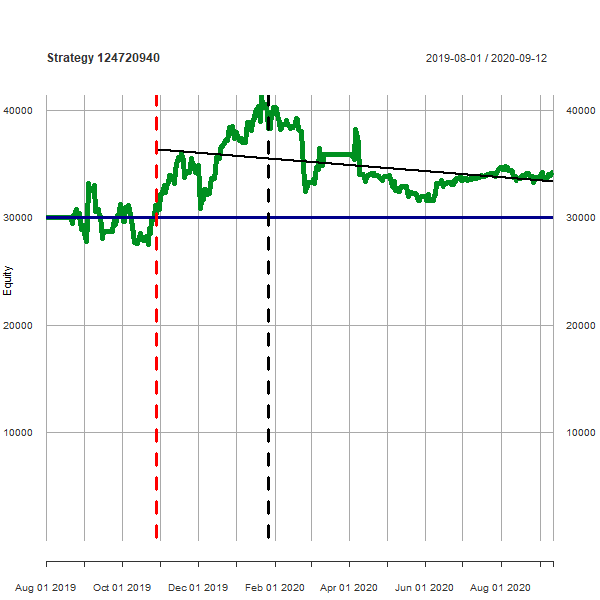 Strategy 124720940
2019-08-01 / 2020-09-12
40000
40000
30000
30000
Equity
20000
20000
10000
10000
Aug 01 2019
Oct 01 2019
Dec 01 2019
Feb 01 2020
Apr 01 2020
Jun 01 2020
Aug 01 2020